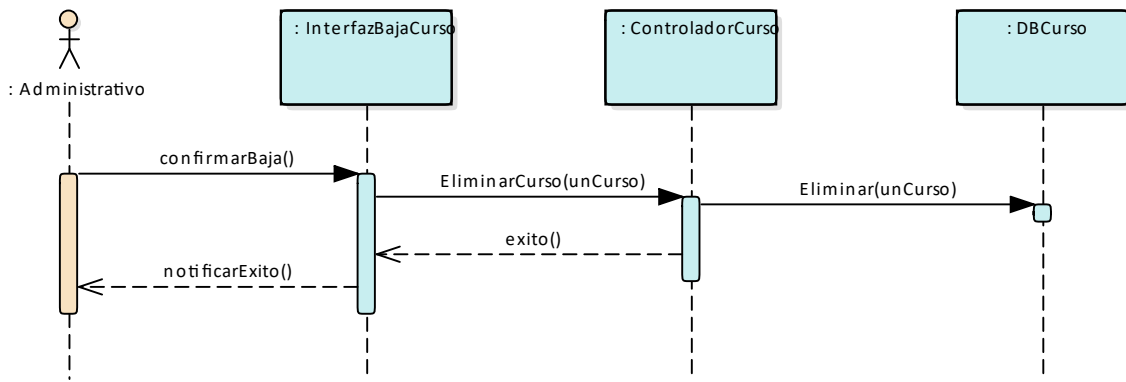 : InterfazBajaCurso
: ControladorCurso
: DBCurso
: Administrativo
confirmarBaja()
EliminarCurso(unCurso)
Eliminar(unCurso)
exito()
notificarExito()